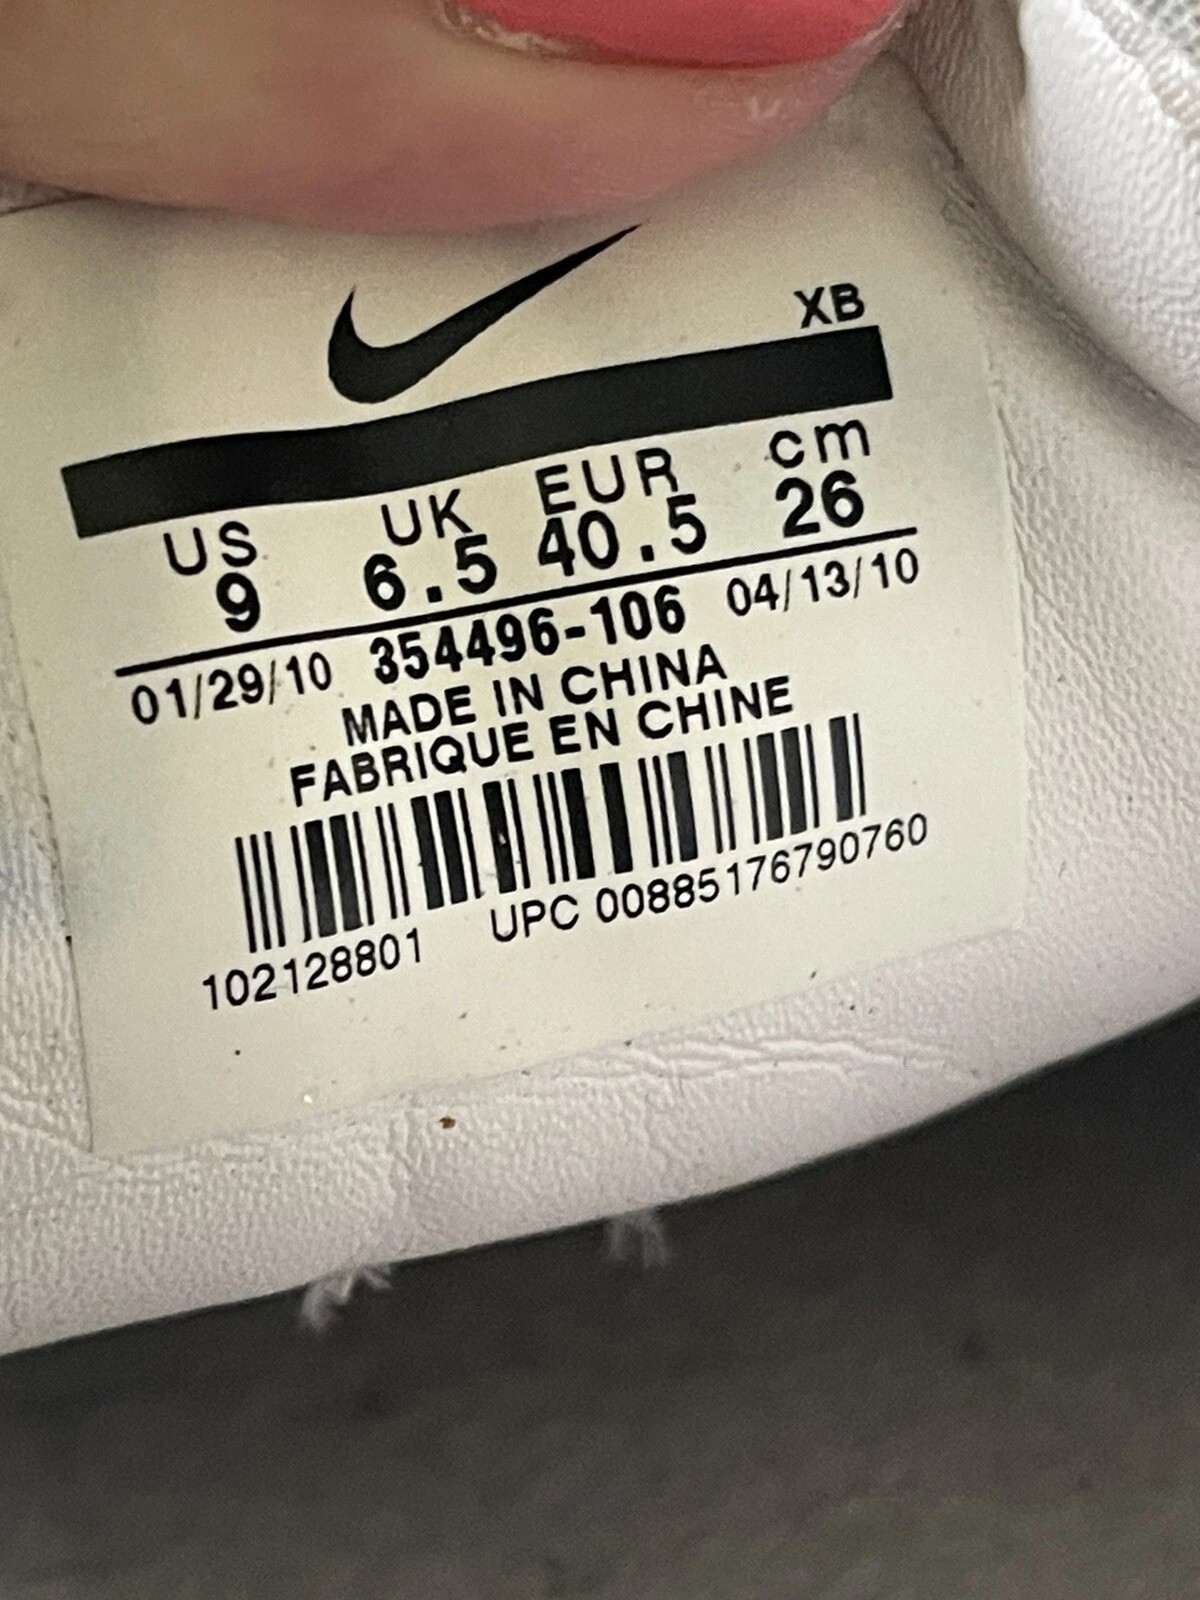 XB
US UK EUR cm
9 6.5 40.5 26
01/29/10 354496-106 04/13/10
MADE IN CHINA
FABRIQUE EN CHINE
102128801 UPC 00885176790760